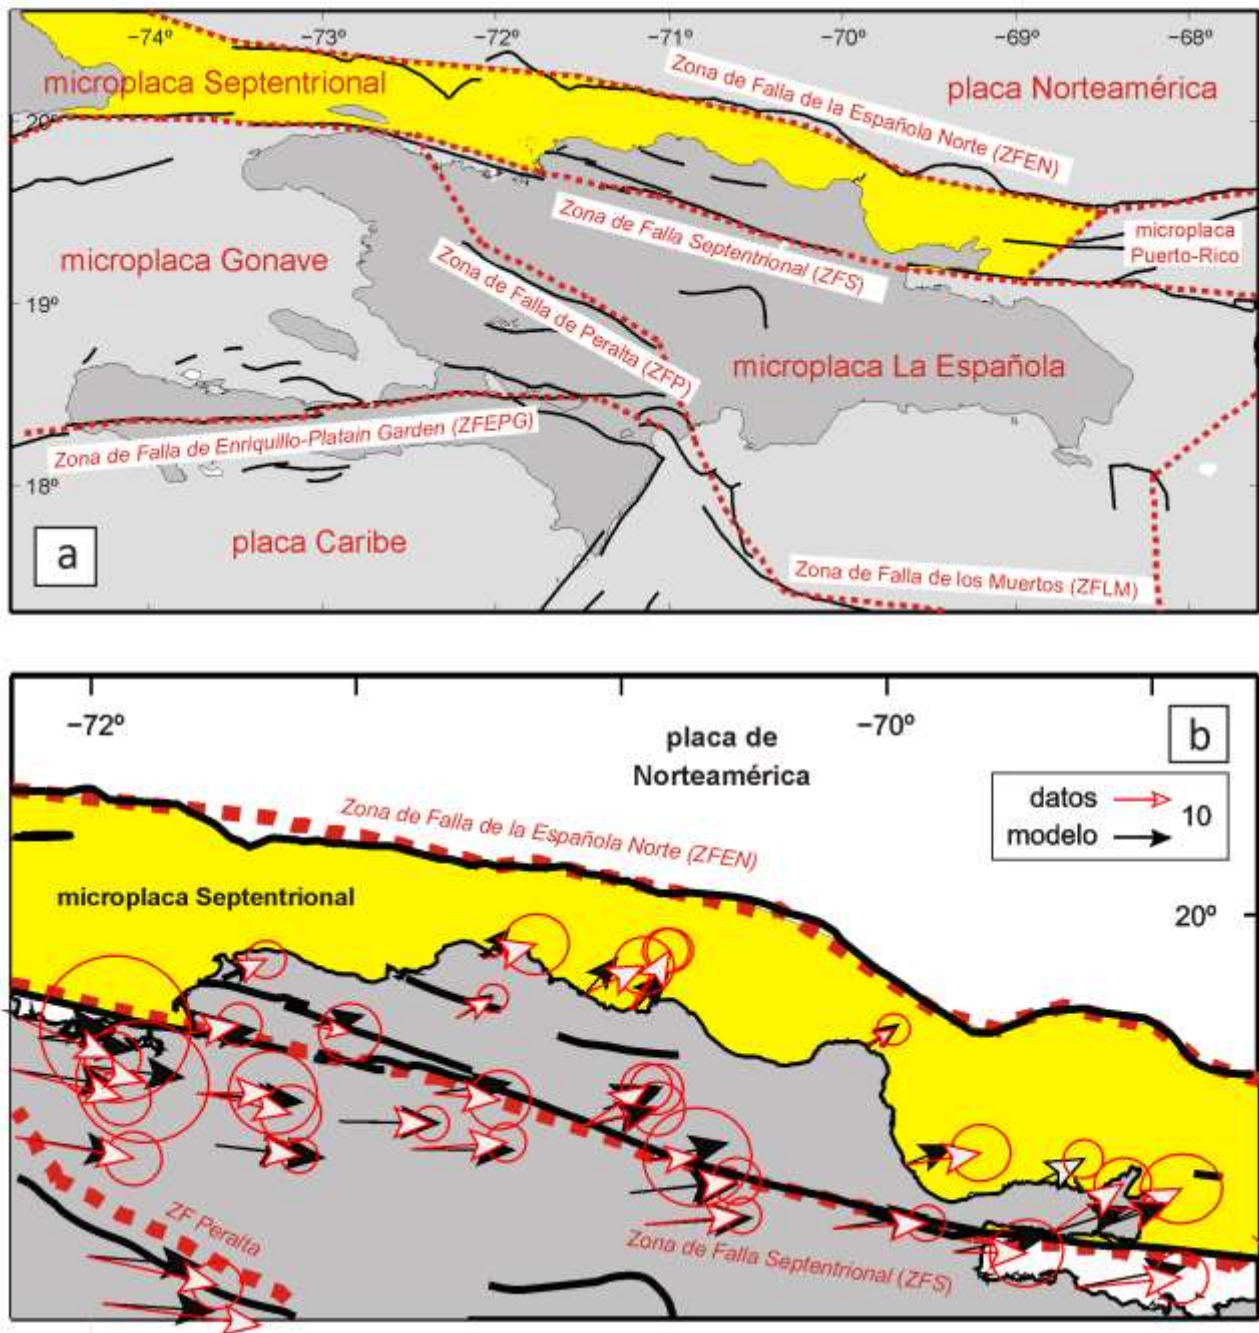 −74º −73º −72º −71º −70º −69º −68º
microplaca Septentrional
Zona de Falla de la
Española Norte (ZFEN)
placa Norteamérica
20º
Zona de Falla
Septentrional (ZFS)
microplaca
Puerto-Rico
microplaca Gonave
Zona de Falla
de Peralta (ZFP)
19º
microplaca La Española
Zona de Falla de Enriquillo-Platain Garden (ZFEPG)
18º
placa Caribe
Zona de Falla de los Muertos (ZFLM)
a
−72º
−70º
b
placa de
Norteamérica
datos
modelo
10
Zona de Falla de la Española Norte (ZFEN)
microplaca Septentrional
20º
ZF Peralta
Zona de Falla Septentrional (ZFS)